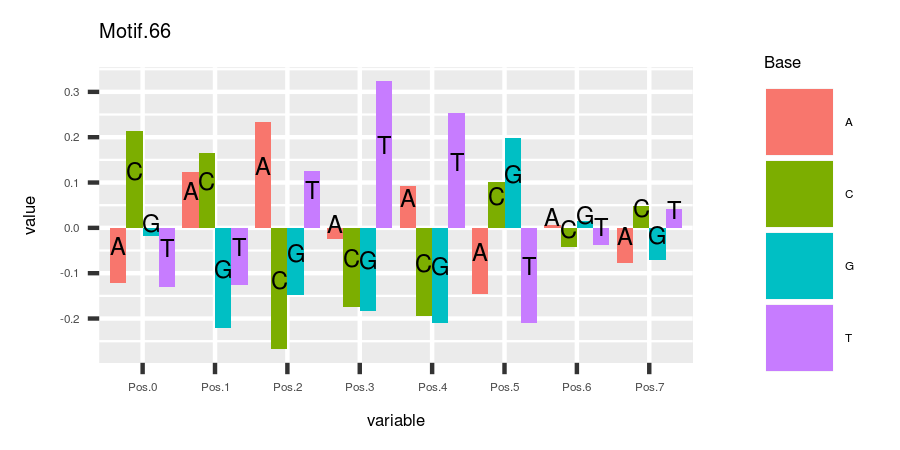 Motif.66
value
0.3
0.2
0.1
0.0
-0.1
-0.2
A C G T
A C G T
A C G T
A C G T
A C G T
A C G T
A C G T
A C G T
Pos.0 Pos.1 Pos.2 Pos.3 Pos.4 Pos.5 Pos.6 Pos.7
variable
Base
A
C
G
T